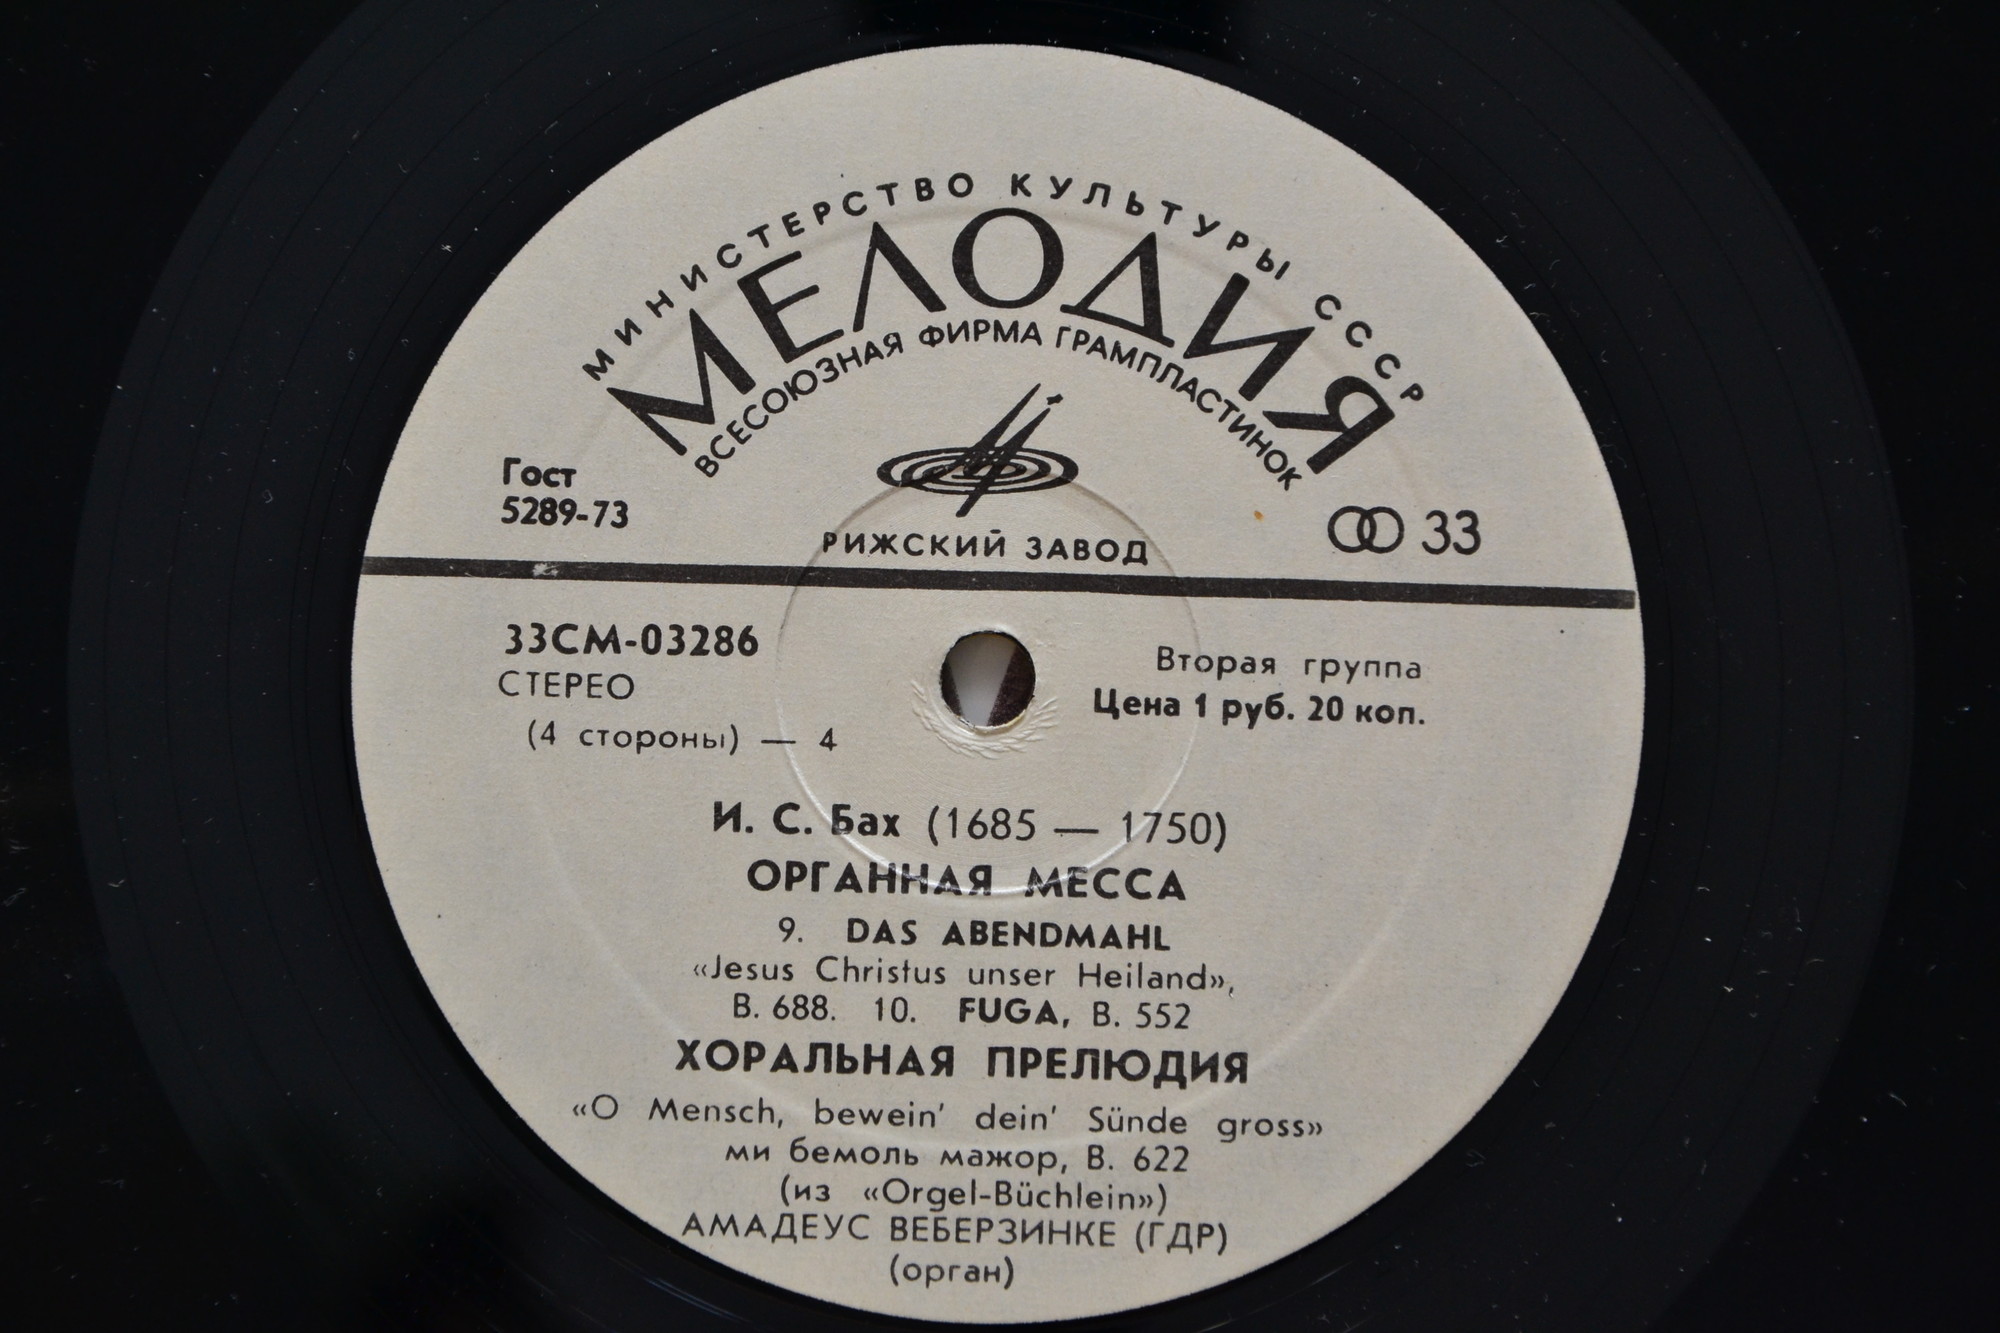 МИНИСТЕРСТВО КУЛЬТУРЫ СССР
МЕЛОДИЯ
ВСЕСОЮЗНАЯ ФИРМА ГРАМПЛАСТИНОК
Гост
5289-73
РИЖСКИЙ ЗАВОД
33
33СМ-03286
СТЕРЕО
(4 стороны) — 4
Вторая группа
Цена 1 руб. 20 коп.
И. С. Бах (1685 — 1750)
ОРГАННАЯ МЕССА
9. DAS ABENDMAHL
«Jesus Christus unser Heiland»,
B. 688. 10. FUGA, B. 552
ХОРАЛЬНАЯ ПРЕЛЮДИЯ
«O Mensch, bewein’ dein’ Sünde gross»
ми бемоль мажор, B. 622
(из «Orgel-Büchlein»)
АМАДЕУС ВЕБЕРЗИНКЕ (ГДР)
(орган)